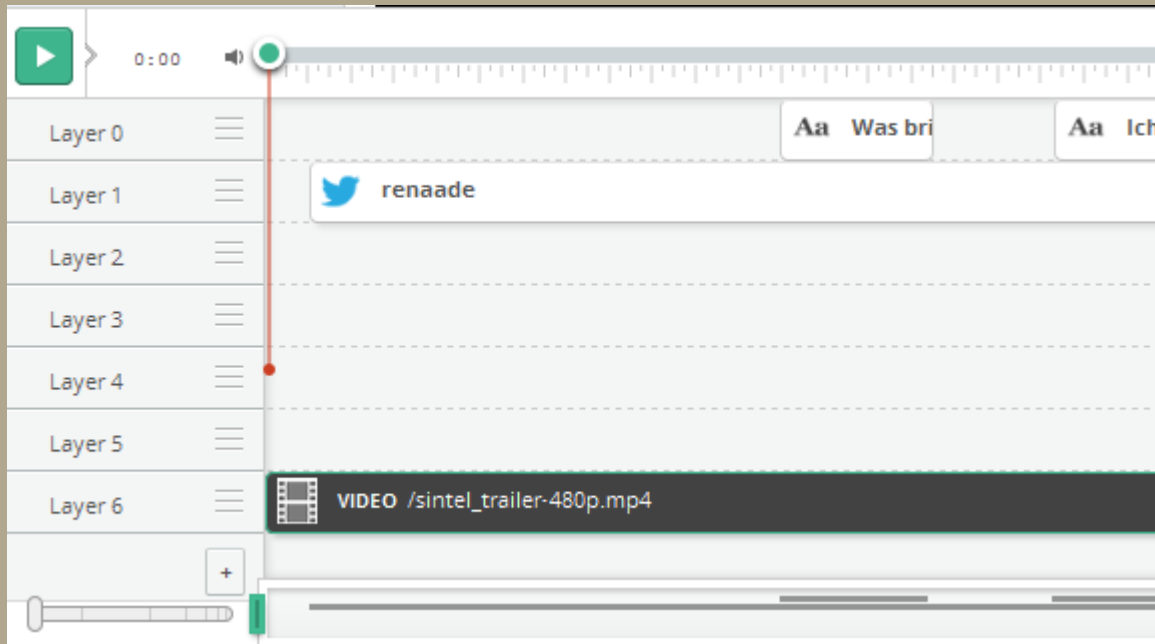 0:00
Layer 0
Aa Was bri
Aa Ich
Layer 1
renaade
Layer 2
Layer 3
Layer 4
Layer 5
Layer 6
VIDEO /sintel_trailer-480p.mp4
+